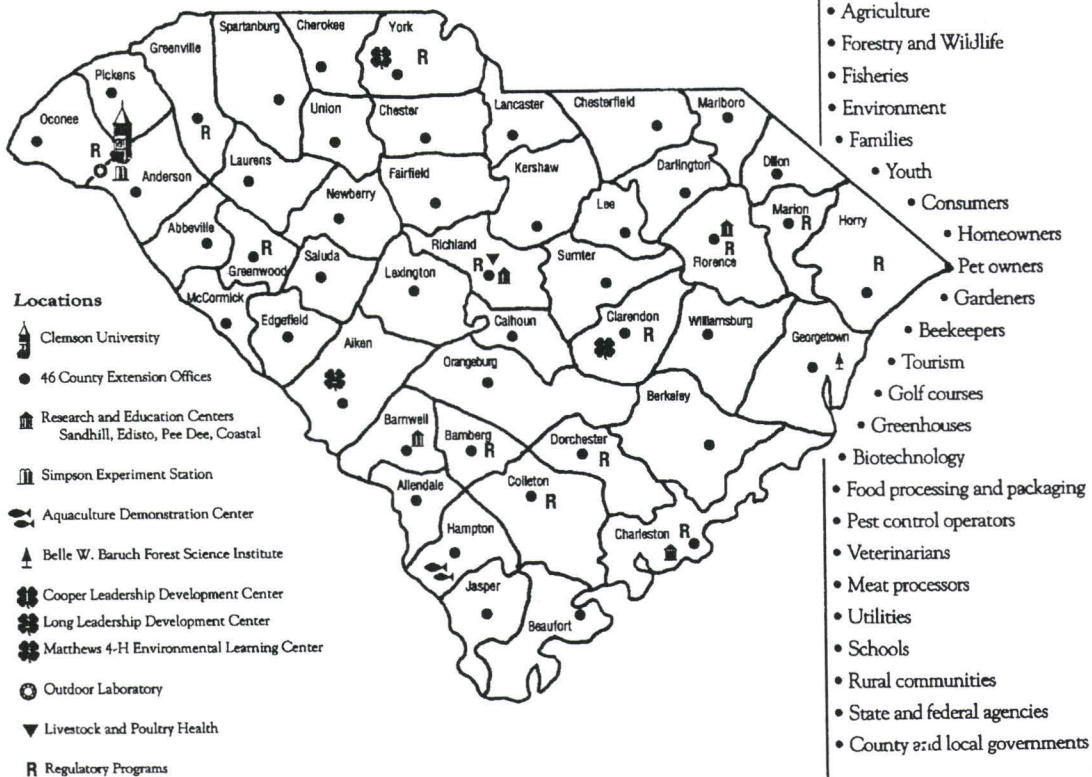 Spartanburg
Cherokee
York
Greenville
R
Pickens
Oconee
Union
Chester
Lancaster
Chesterfield
Marlboro
R
R
Anderson
Laurens
Newberry
Fairfield
Kershaw
Darlington
Dillon
Lee
Marion
R
Horry
Abbeville
R
Greenwood
Saluda
Richland
R
Lexington
Sumter
R
Florence
R
McCormick
Edgefield
Aiken
Calhoun
Clarendon
R
Williamsburg
Georgetown
Orangeburg
Berkeley
Barnwell
Bamberg
R
Dorchester
R
Allendale
Colleton
R
Hampton
Charleston
R
Jasper
Beaufort
Locations
Clemson University
46 County Extension Offices
Research and Education Centers
Sandhill, Edisto, Pee Dee, Coastal
Simpson Experiment Station
Aquaculture Demonstration Center
Belle W. Baruch Forest Science Institute
Cooper Leadership Development Center
Long Leadership Development Center
Matthews 4-H Environmental Learning Center
Outdoor Laboratory
Livestock and Poultry Health
R Regulatory Programs
• Agriculture
• Forestry and Wildlife
• Fisheries
• Environment
• Families
• Youth
• Consumers
• Homeowners
• Pet owners
• Gardeners
• Beekeepers
• Tourism
• Golf courses
• Greenhouses
• Biotechnology
• Food processing and packaging
• Pest control operators
• Veterinarians
• Meat processors
• Utilities
• Schools
• Rural communities
• State and federal agencies
• County and local governments